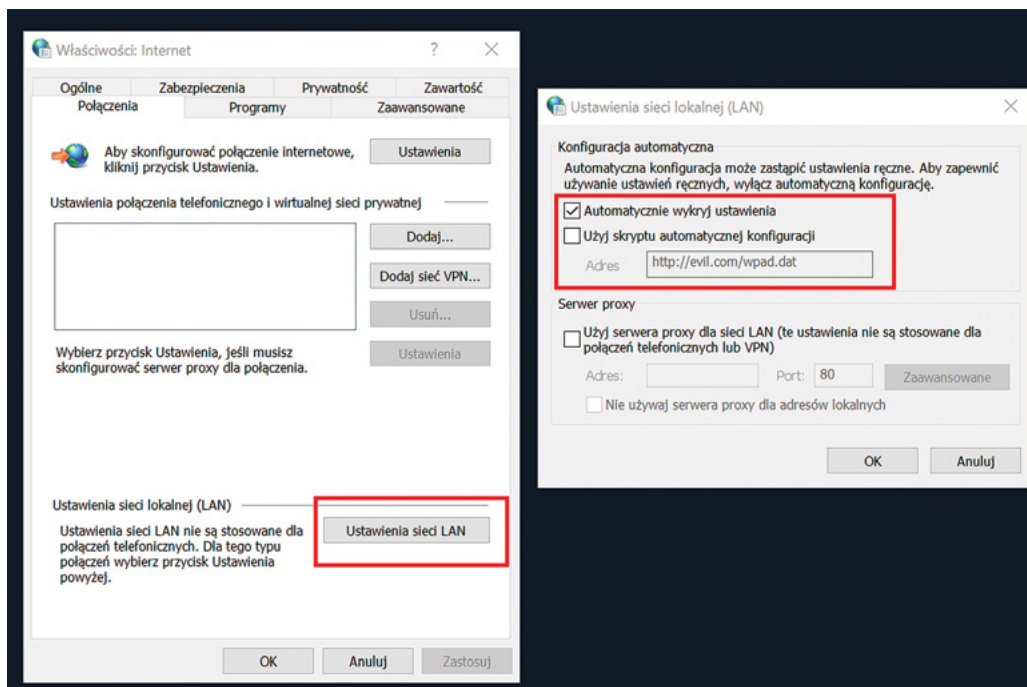 Właściwości: Internet
Ogólne Zabezpieczenia Prywatność Zawartość
Połączenia Programy Zaawansowane
Aby skonfigurować połączenie internetowe,
kliknij przycisk Ustawienia.
Ustawienia
Ustawienia połączenia telefonicznego i wirtualnej sieci prywatnej
Dodaj...
Dodaj sieć VPN...
Usuń...
Wybierz przycisk Ustawienia, jeśli musisz
skonfigurować serwer proxy dla połączenia.
Ustawienia
Ustawienia sieci lokalnej (LAN)
Ustawienia sieci LAN nie są stosowane dla
połączeń telefonicznych. Dla tego typu
połączeń wybierz przycisk Ustawienia
powyżej.
Ustawienia sieci LAN
OK Anuluj Zastosuj
Ustawienia sieci lokalnej (LAN)
Konfiguracja automatyczna
Automatyczna konfiguracja może zastąpić ustawienia ręczne. Aby zapewnić
używanie ustawień ręcznych, wyłącz automatyczną konfigurację.
Automatycznie wykryj ustawienia
Użyj skryptu automatycznej konfiguracji
Adres http://evil.com/wpad.dat
Serwer proxy
Użyj serwera proxy dla sieci LAN (te ustawienia nie są stosowane dla
połączeń telefonicznych lub VPN)
Adres: Port: 80 Zaawansowane
Nie używaj serwera proxy dla adresów lokalnych
OK Anuluj